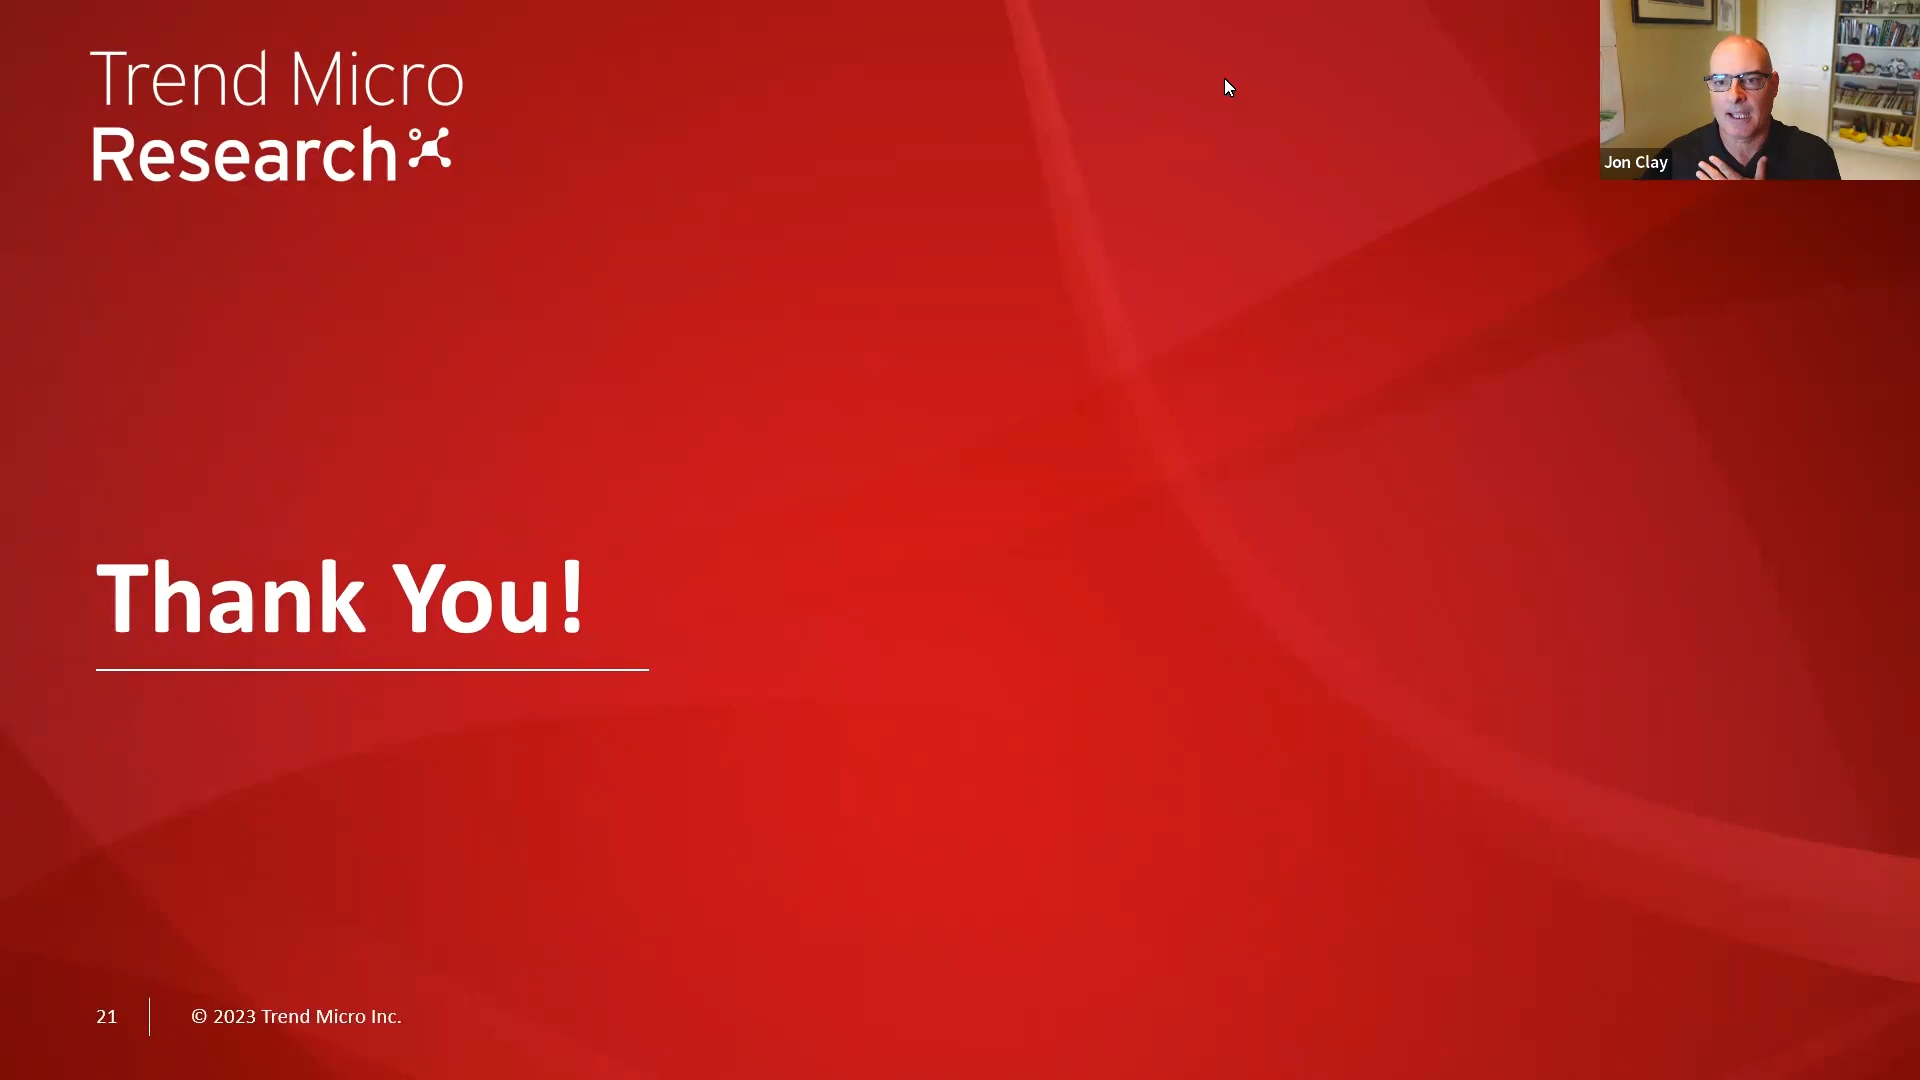 Trend Micro
Research
Jon Clay
Thank You!
21
© 2023 Trend Micro Inc.